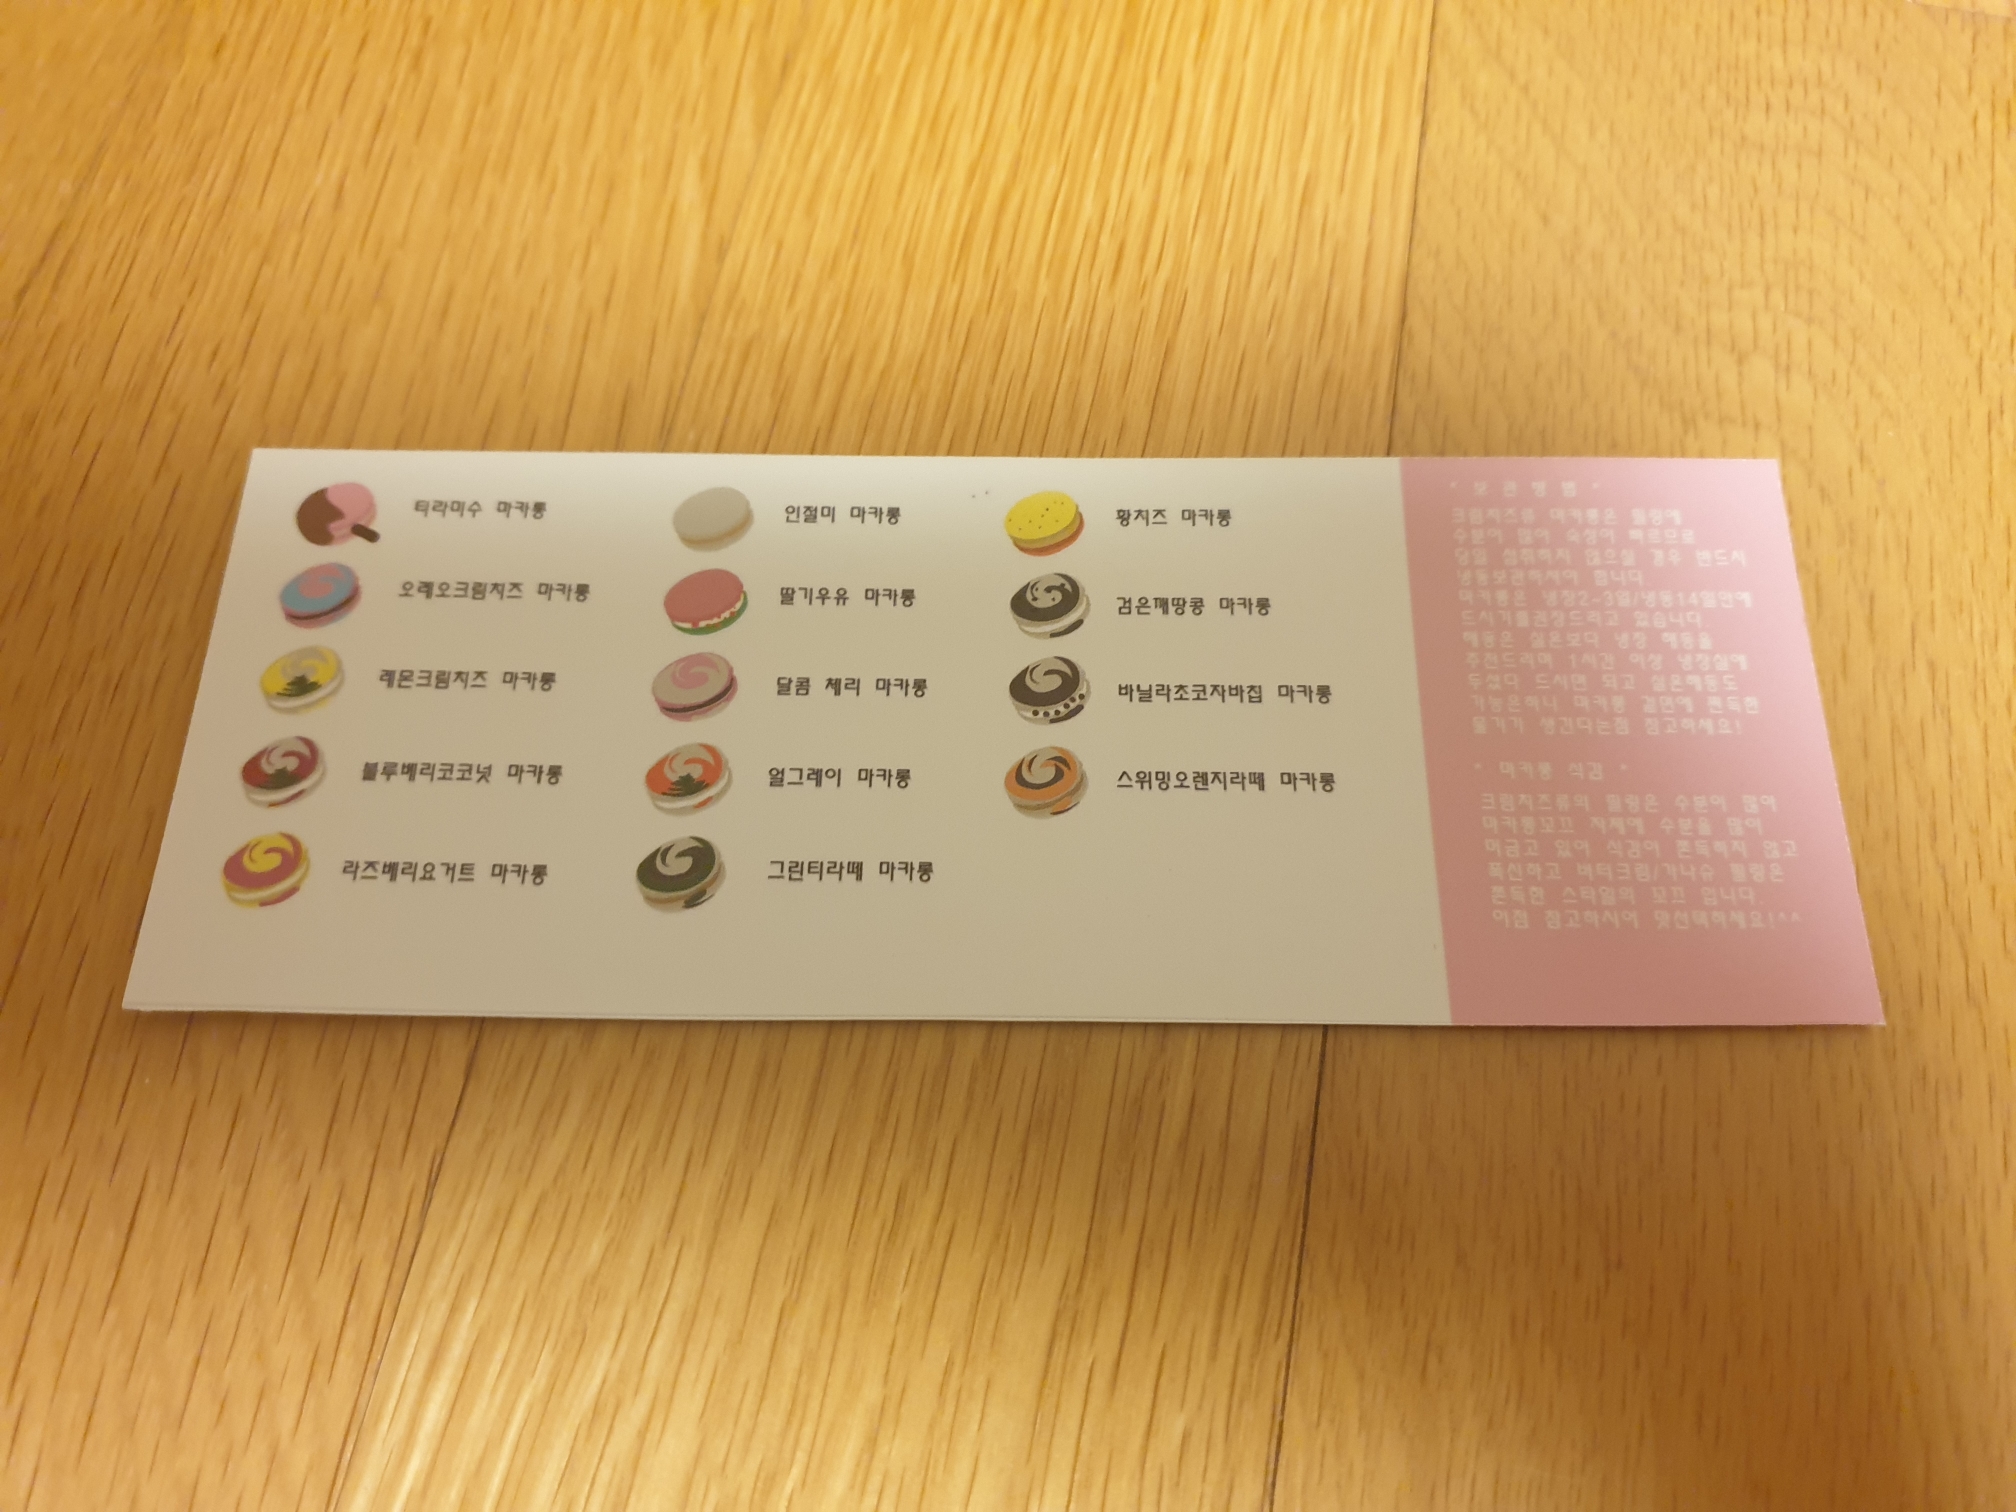 티라미수 마카롱
오레오크림치즈 마카롱
레몬크림치즈 마카롱
블루베리코코넛 마카롱
라즈베리요거트 마카롱
인절미 마카롱
딸기우유 마카롱
달콤 체리 마카롱
얼그레이 마카롱
그린티라떼 마카롱
황치즈 마카롱
검은깨땅콩 마카롱
바닐라초코자바칩 마카롱
스위밍오렌지라떼 마카롱
* 보 관 방 법 *
크림치즈류 마카롱은 필링에
수분이 많아 숙성이 빠르므로
당일 섭취하지 않으실 경우 반드시
냉동보관하셔야 합니다
마카롱은 냉장2~3일/냉동14일안에
드시기를권장드리고 있습니다
해동은 실온보다 냉장 해동을
추천드리며 1시간 이상 냉장실에
두셨다 드시면 되고 실온해동도
가능은하나 마카롱 겉면에 찐득한
물기가 생긴다는점 참고하세요!
* 마카롱 식감 *
크림치즈류의 필링은 수분이 많아
마카롱꼬끄 자체에 수분을 많이
머금고 있어 식감이 쫀득하지 않고
폭신하고 버터크림/가나슈 필링은
쫀득한 스타일의 꼬끄 입니다
이점 참고하시어 맛선택하세요!^^